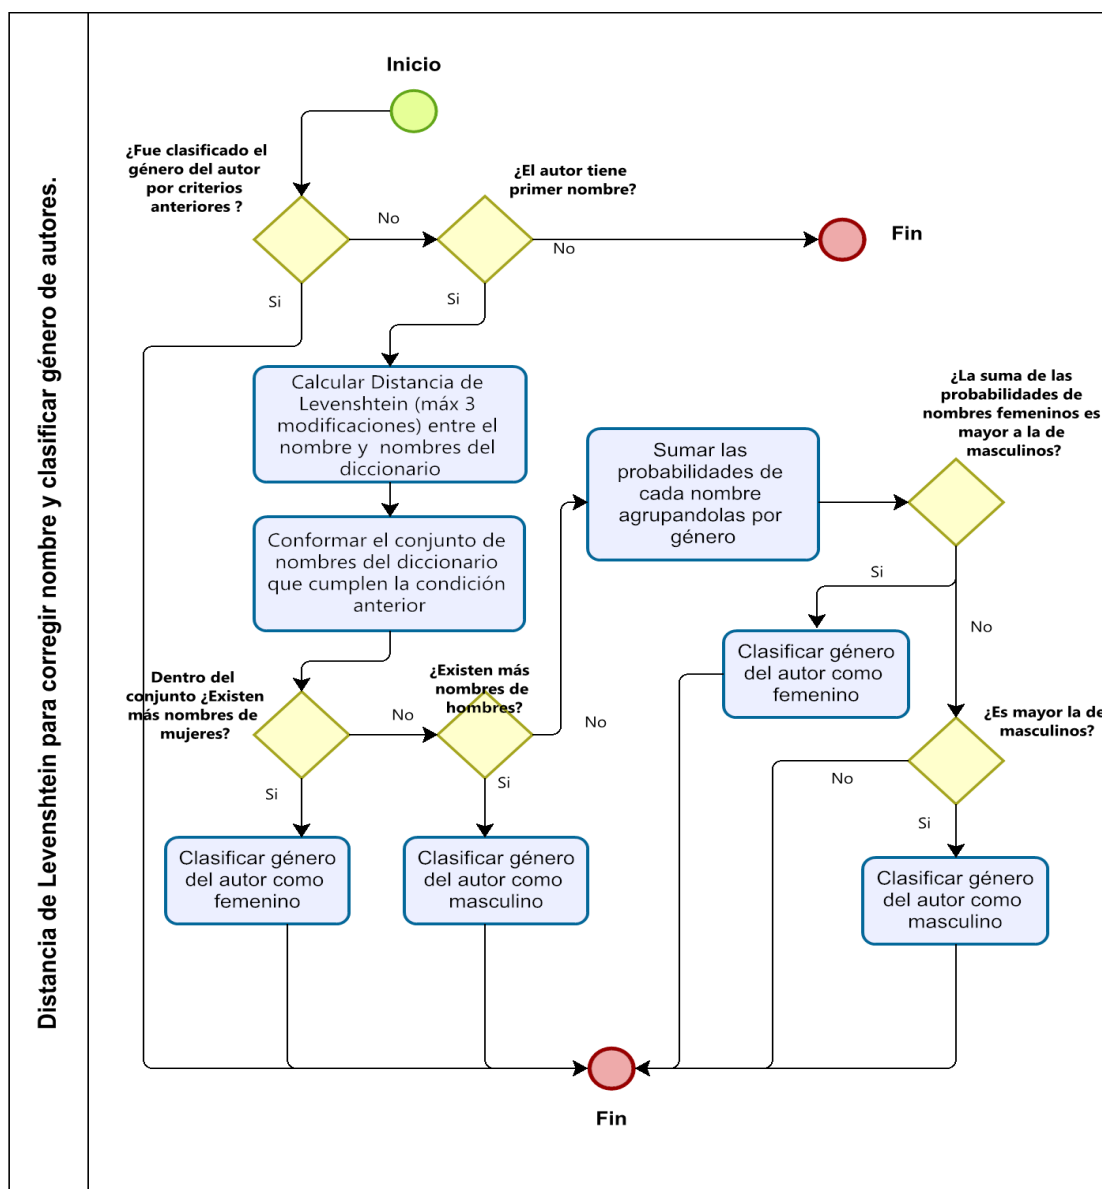 Distancia de Levenshtein para corregir nombre y clasificar género de autores.
Inicio
¿Fue clasificado el
género del autor
por criterios
anteriores ?
¿El autor tiene
primer nombre?
No
No
Fin
Si
Si
Calcular Distancia de
Levenshtein (máx 3
modificaciones) entre el
nombre y  nombres del
diccionario
Conformar el conjunto de
nombres del diccionario
que cumplen la condición
anterior
Sumar las
probabilidades de
cada nombre
agrupandolas por
género
¿La suma de las
probabilidades de
nombres femeninos es
mayor a la de
masculinos?
Si
No
Clasificar género
del autor como
femenino
Dentro del
conjunto ¿Existen
más nombres de
mujeres?
No
¿Existen más
nombres de
hombres?
No
¿Es mayor la de
masculinos?
No
Si
Si
Si
Clasificar género
del autor como
femenino
Clasificar género
del autor como
masculino
Clasificar género
del autor como
masculino
Fin